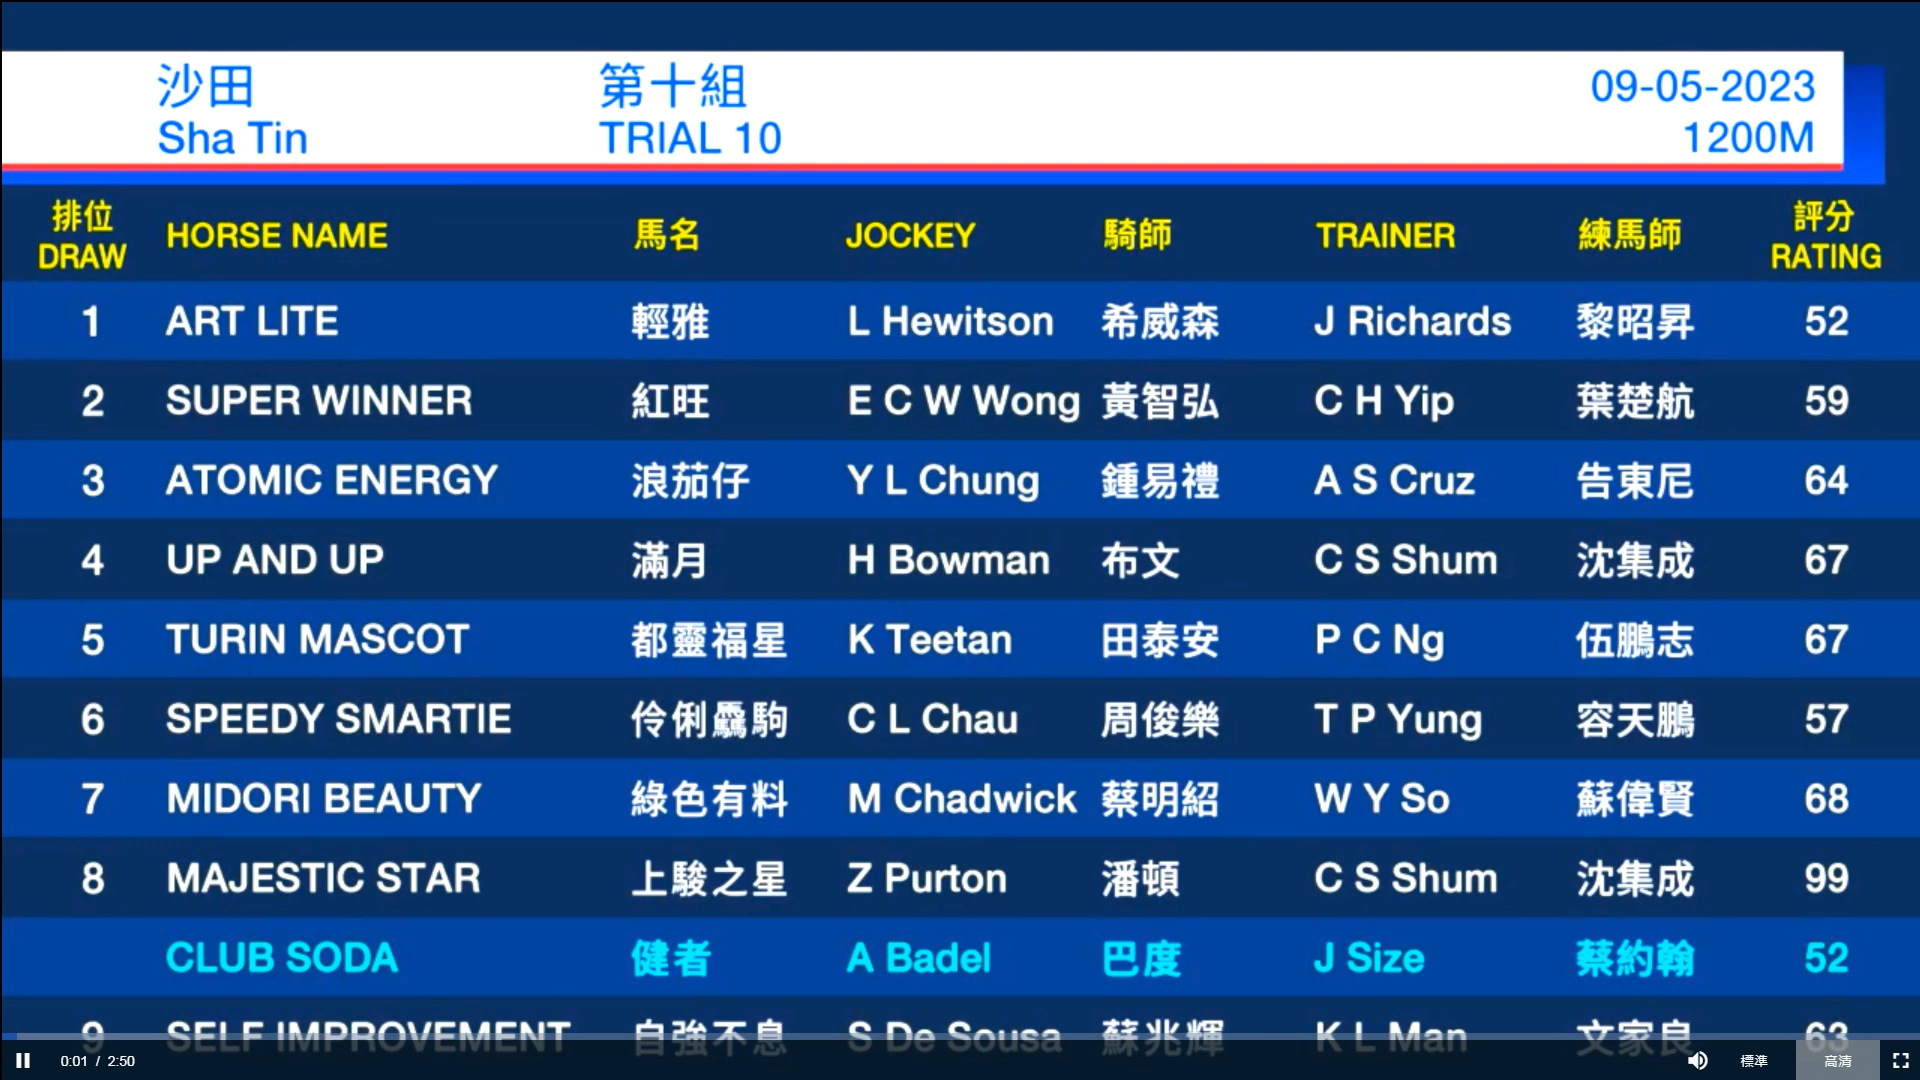 沙田 第十組 09-05-2023
Sha Tin TRIAL 10 1200M
排位 評分
DRAW HORSE NAME 馬名 JOCKEY 騎師 TRAINER 練馬師 RATING
1 ART LITE 輕雅 L Hewitson 希威森 J Richards 黎昭昇 52
2 SUPER WINNER 紅旺 E C W Wong 黃智弘 C H Yip 葉楚航 59
3 ATOMIC ENERGY 浪茄仔 Y L Chung 鍾易禮 A S Cruz 告東尼 64
4 UP AND UP 滿月 H Bowman 布文 C S Shum 沈集成 67
5 TURIN MASCOT 都靈福星 K Teetan 田泰安 P C Ng 伍鵬志 67
6 SPEEDY SMARTIE 伶俐驫駒 C L Chau 周俊樂 T P Yung 容天鵬 57
7 MIDORI BEAUTY 綠色有料 M Chadwick 蔡明紹 W Y So 蘇偉賢 68
8 MAJESTIC STAR 上駿之星 Z Purton 潘頓 C S Shum 沈集成 99
CLUB SODA 健者 A Badel 巴度 J Size 蔡約翰 52
9 SELF IMPROVEMENT 自強不息 S De Sousa 蘇兆輝 K L Man 文家良 63
0:01 / 2:50 標準 高清